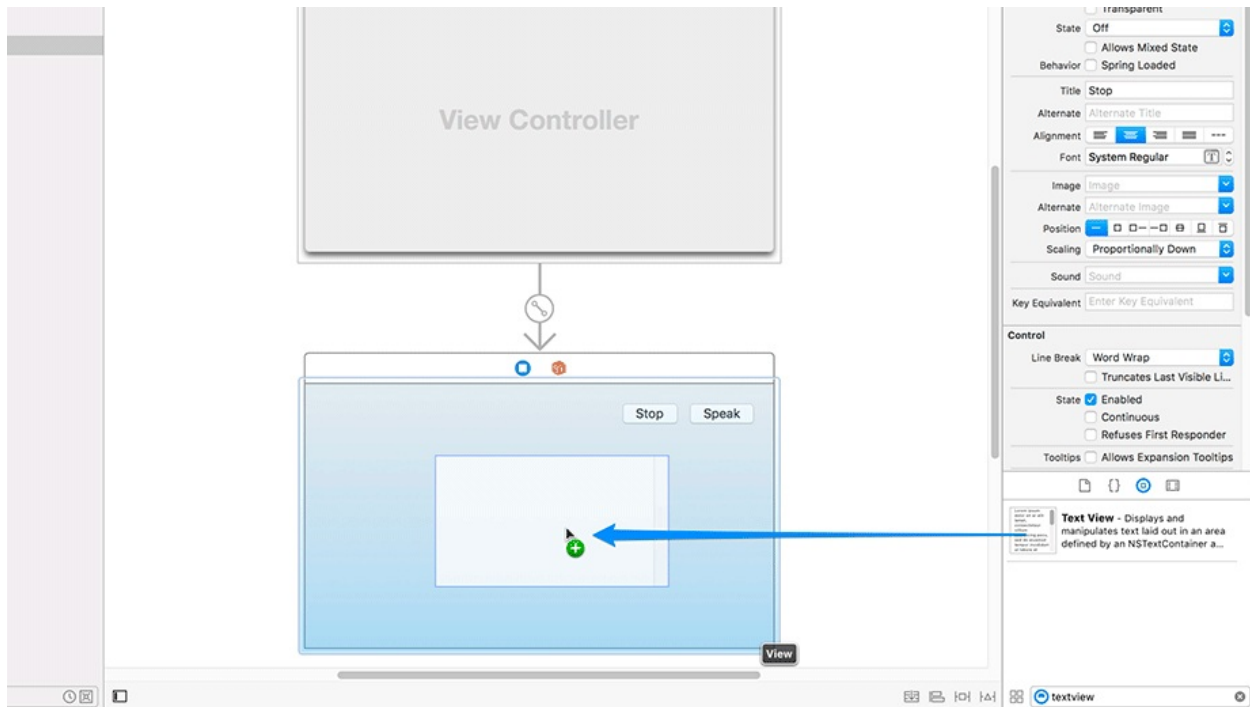 View Controller
Stop
Speak
View
Transparent
State Off
Allows Mixed State
Behavior Spring Loaded
Title Stop
Alternate Alternate Title
Alignment
Font System Regular
Image Image
Alternate Alternate Image
Position
Scaling Proportionally Down
Sound Sound
Key Equivalent Enter Key Equivalent
Control
Line Break Word Wrap
Truncates Last Visible Li...
State Enabled
Continuous
Refuses First Responder
Tooltips Allows Expansion Tooltips
Text View - Displays and
manipulates text laid out in an area
defined by an NSTextContainer a...
textview